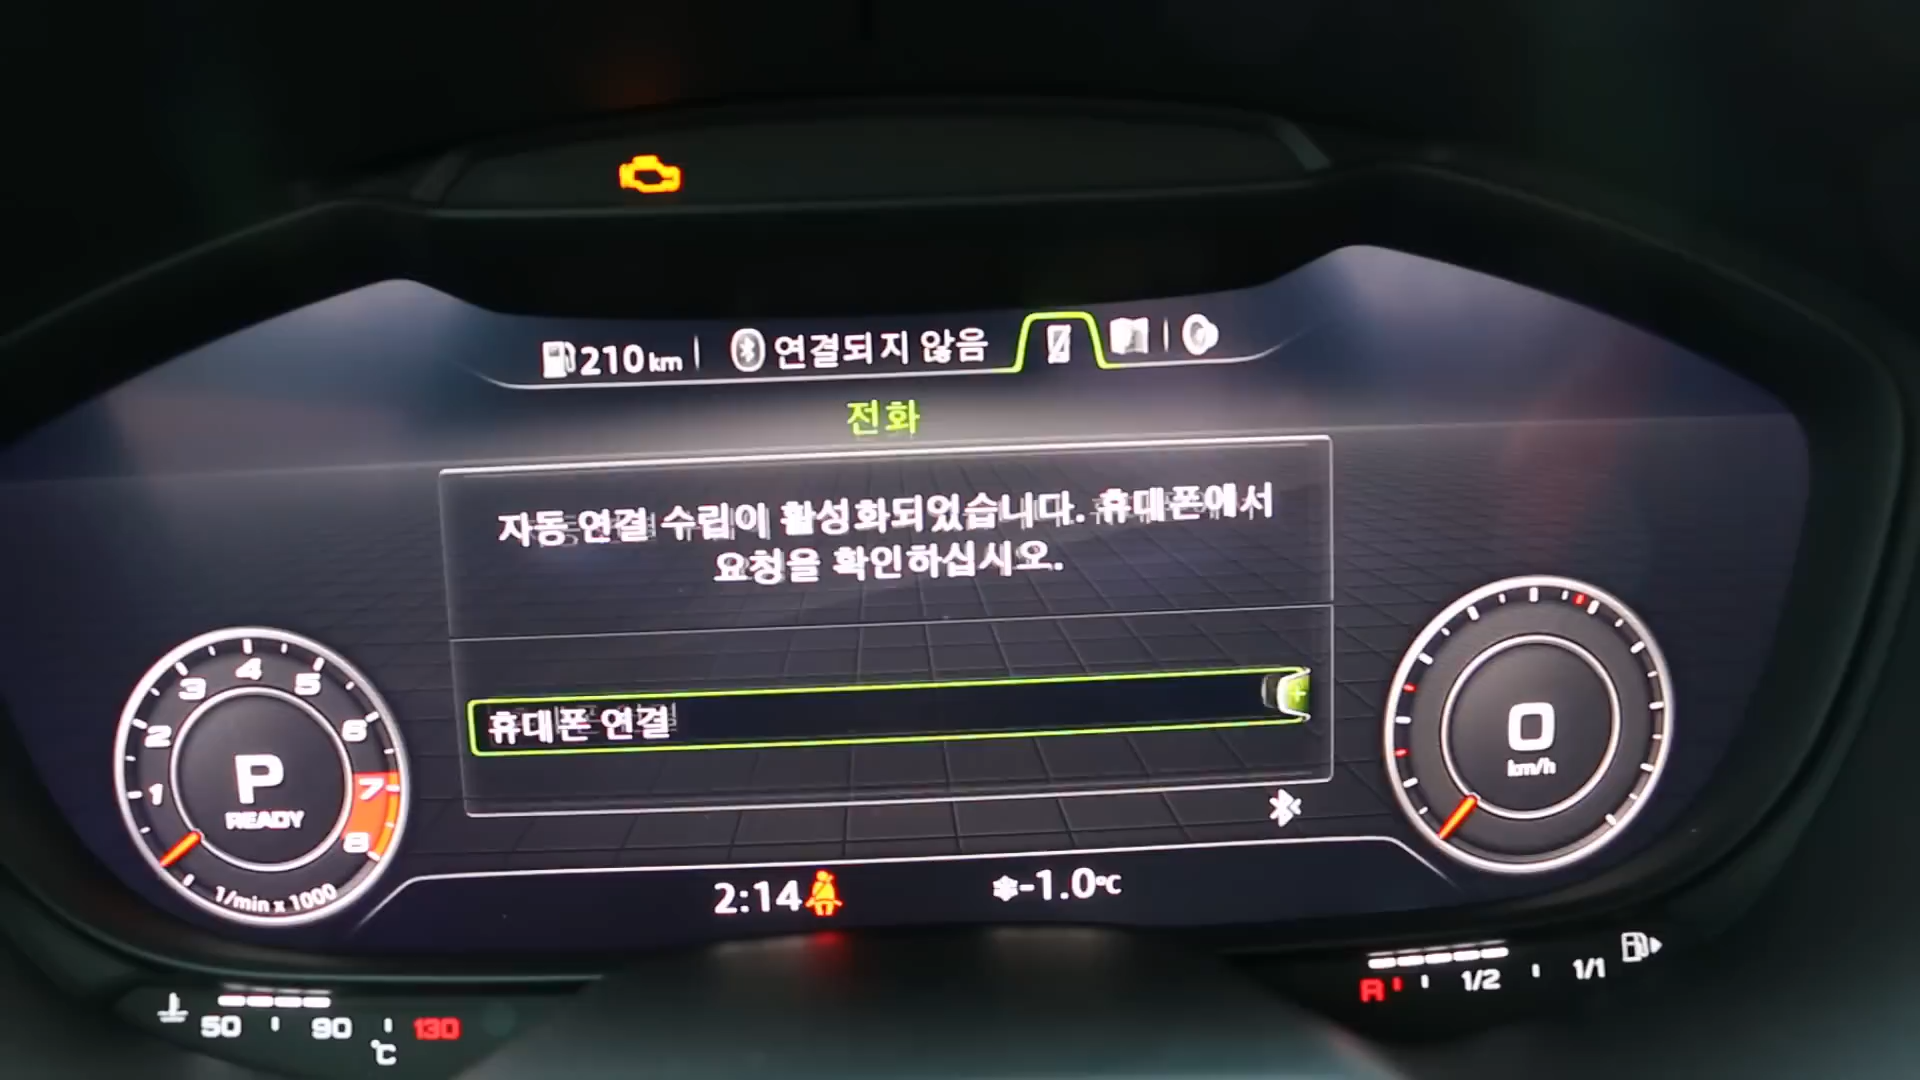 210 km
연결되지 않음
전화
자동 연결 수립이 활성화되었습니다. 휴대폰에서
요청을 확인하십시오.
휴대폰 연결
1 2 3 4 5 6 7 8
P
READY
1/min x 1000
0
km/h
2:14
-1.0°C
50 90 130
°C
R 1/2 1/1